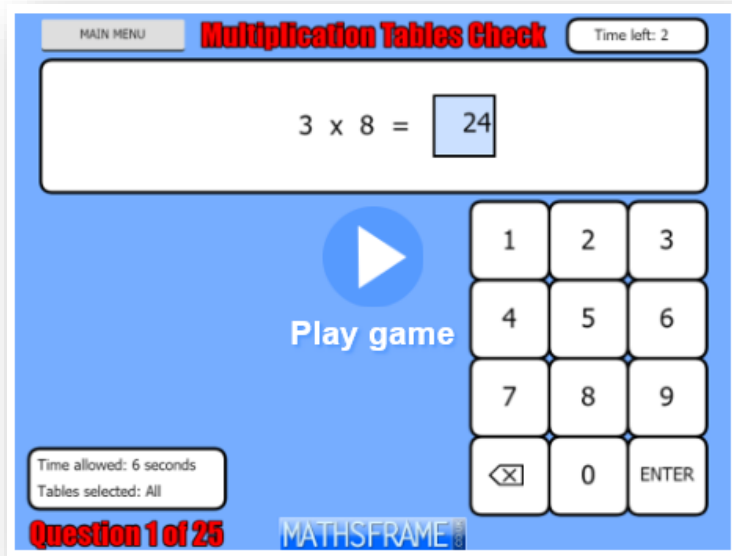 MAIN MENU
Multiplication Tables Check
Time left: 2
3 x 8 = 24
1 2 3
4 5 6
7 8 9
0 ENTER
Play game
Time allowed: 6 seconds
Tables selected: All
Question 1 of 25
MATHSFRAME